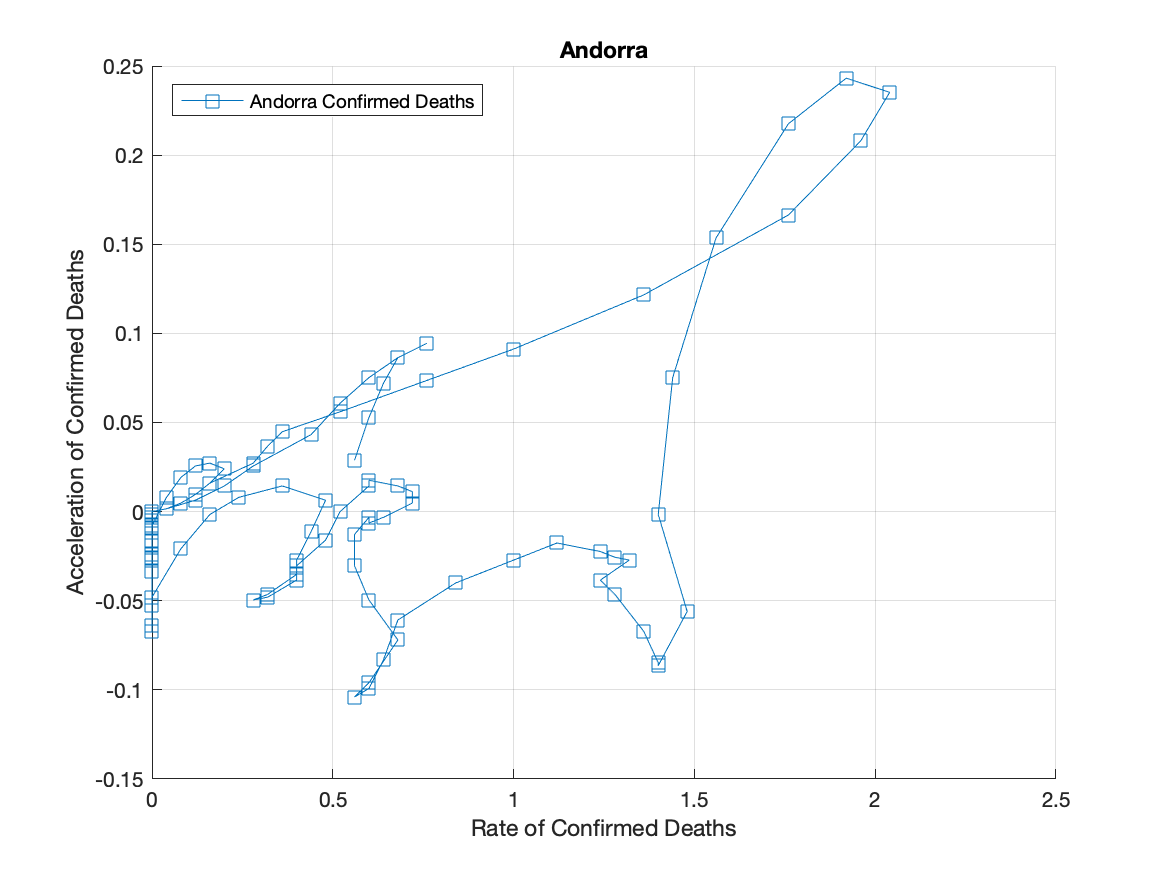 Andorra
Andorra Confirmed Deaths
0.25
0.2
0.15
0.1
0.05
0
-0.05
-0.1
-0.15
Acceleration of Confirmed Deaths
0 0.5 1 1.5 2 2.5
Rate of Confirmed Deaths